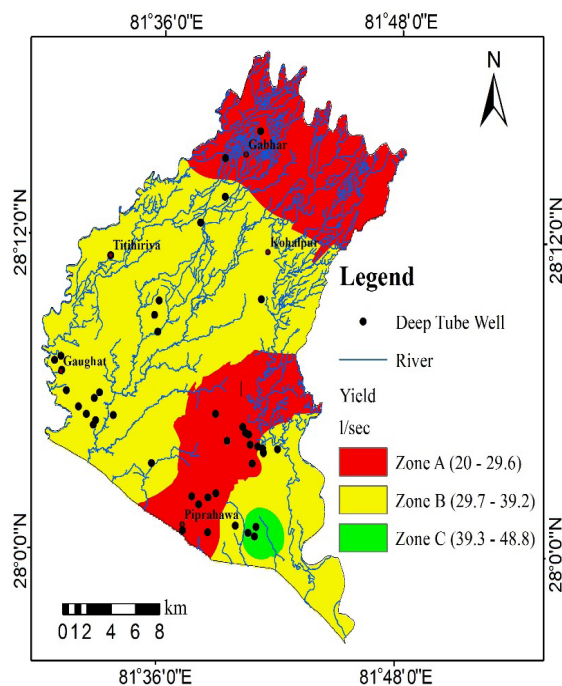 81°36'0"E 81°48'0"E
N
Gabhar
28°12'0"N 28°12'0"N
Titihiriya
Kohalpur
Legend
Deep Tube Well
River
Gaughat
Yield
l/sec
Zone A (20 - 29.6)
Zone B (29.7 - 39.2)
Piprahawa
Zone C (39.3 - 48.8)
28°0'0"N 28°0'0"N
km
0 1 2 4 6 8
81°36'0"E 81°48'0"E